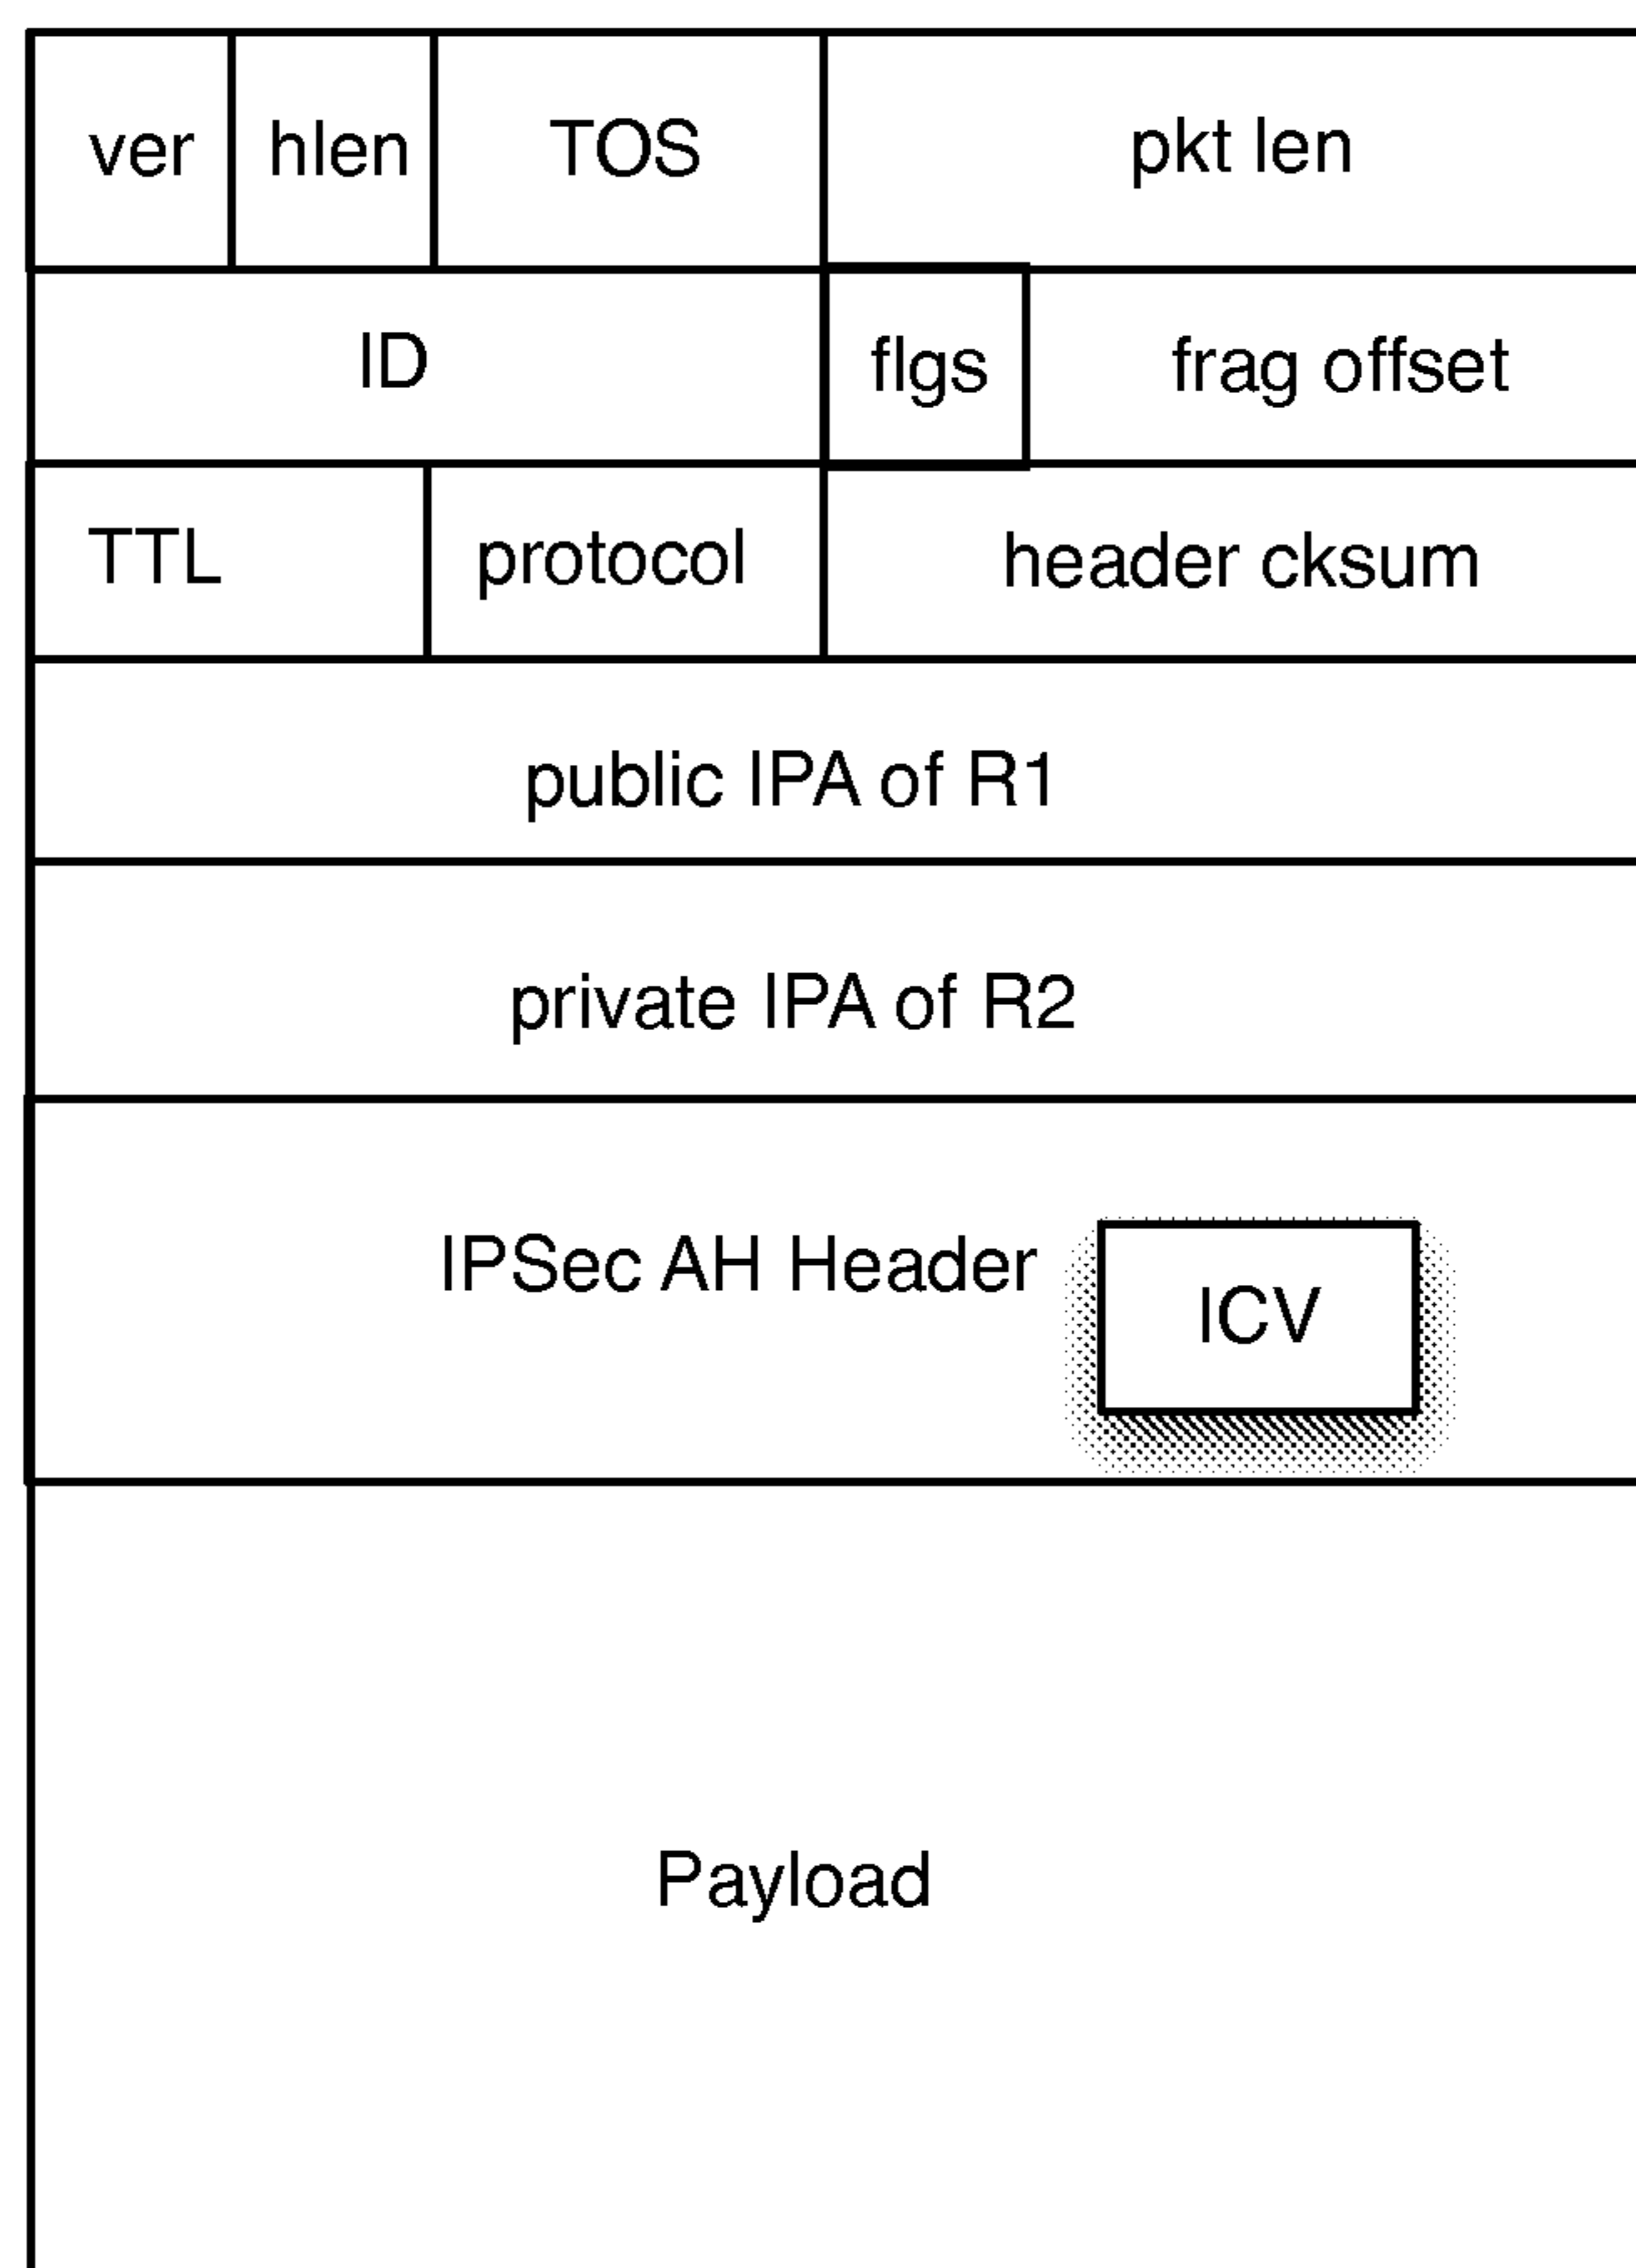 ver hlen TOS pkt len
ID flgs frag offset
TTL protocol header cksum
public IPA of R1
private IPA of R2
IPSec AH Header
ICV
Payload